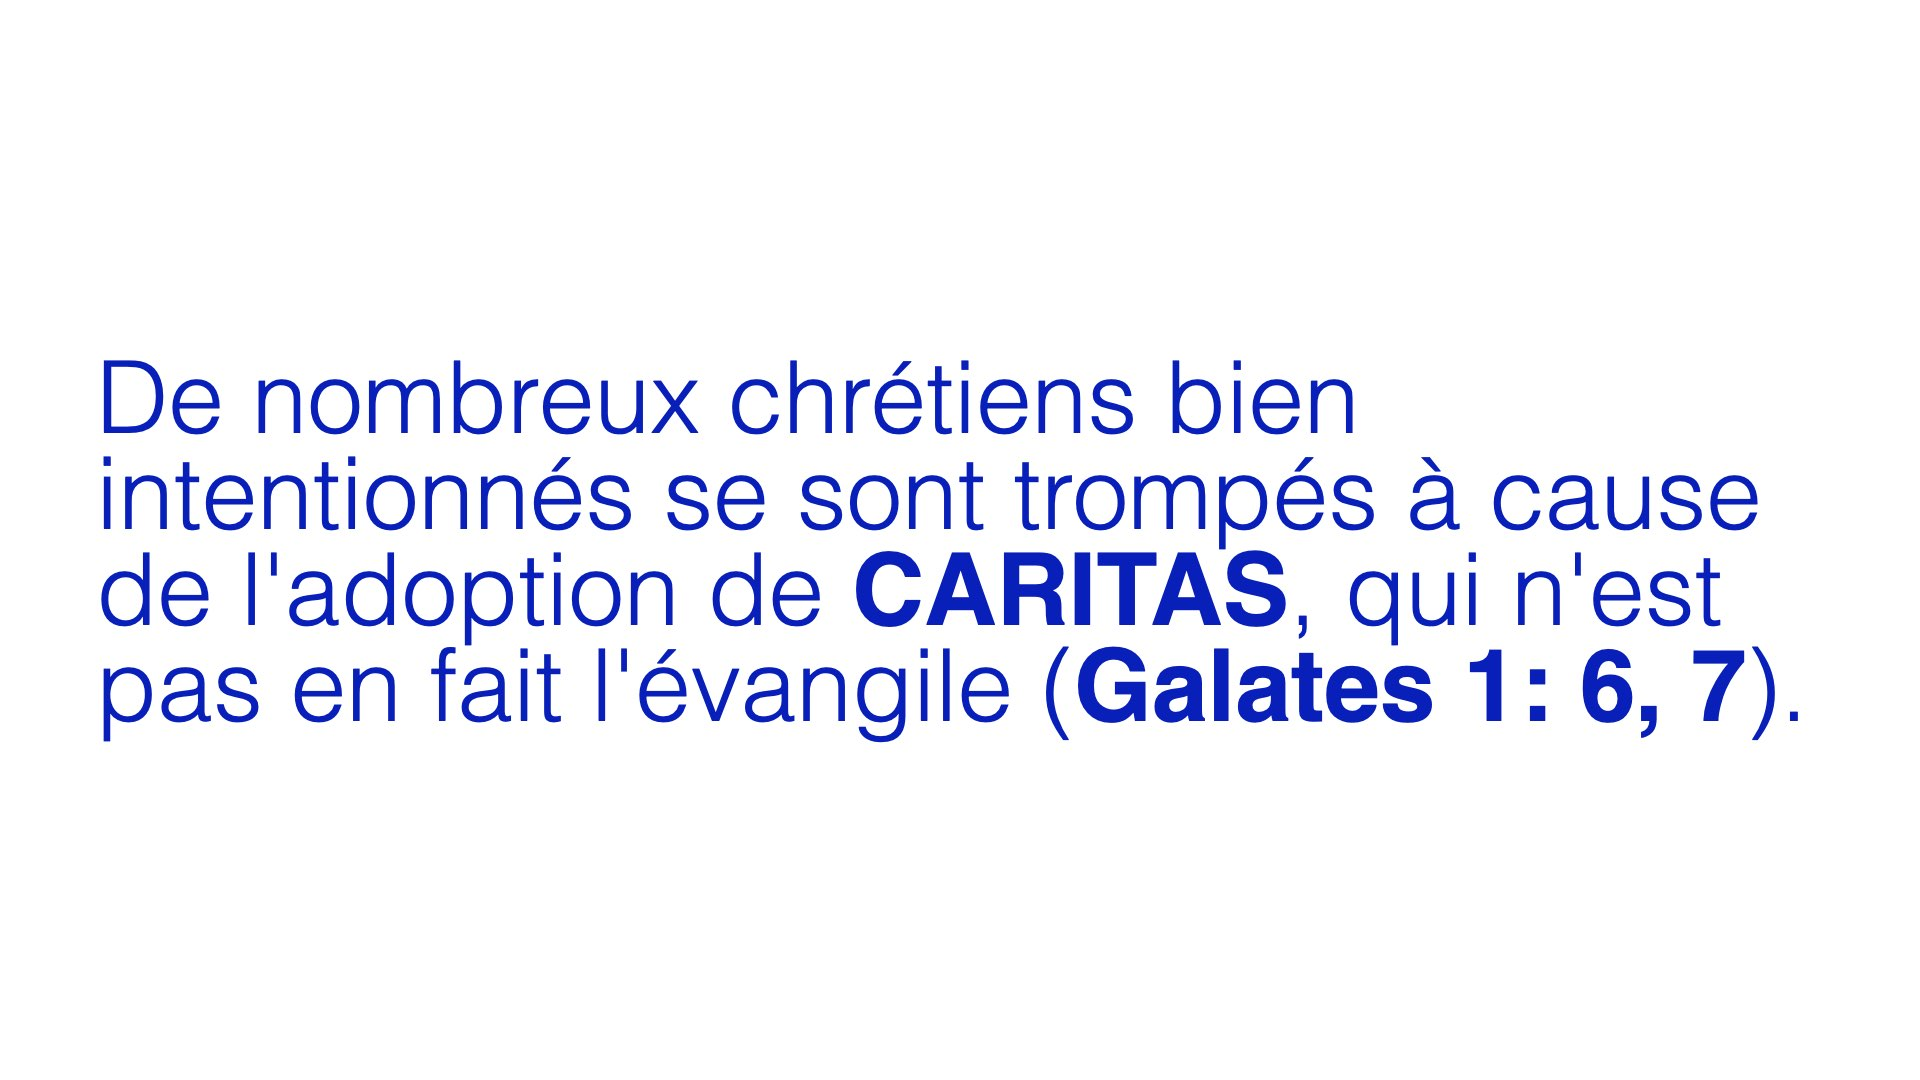 De nombreux chrétiens bien
intentionnés se sont trompés à cause
de l'adoption de CARITAS, qui n'est
pas en fait l'évangile (Galates 1: 6, 7).